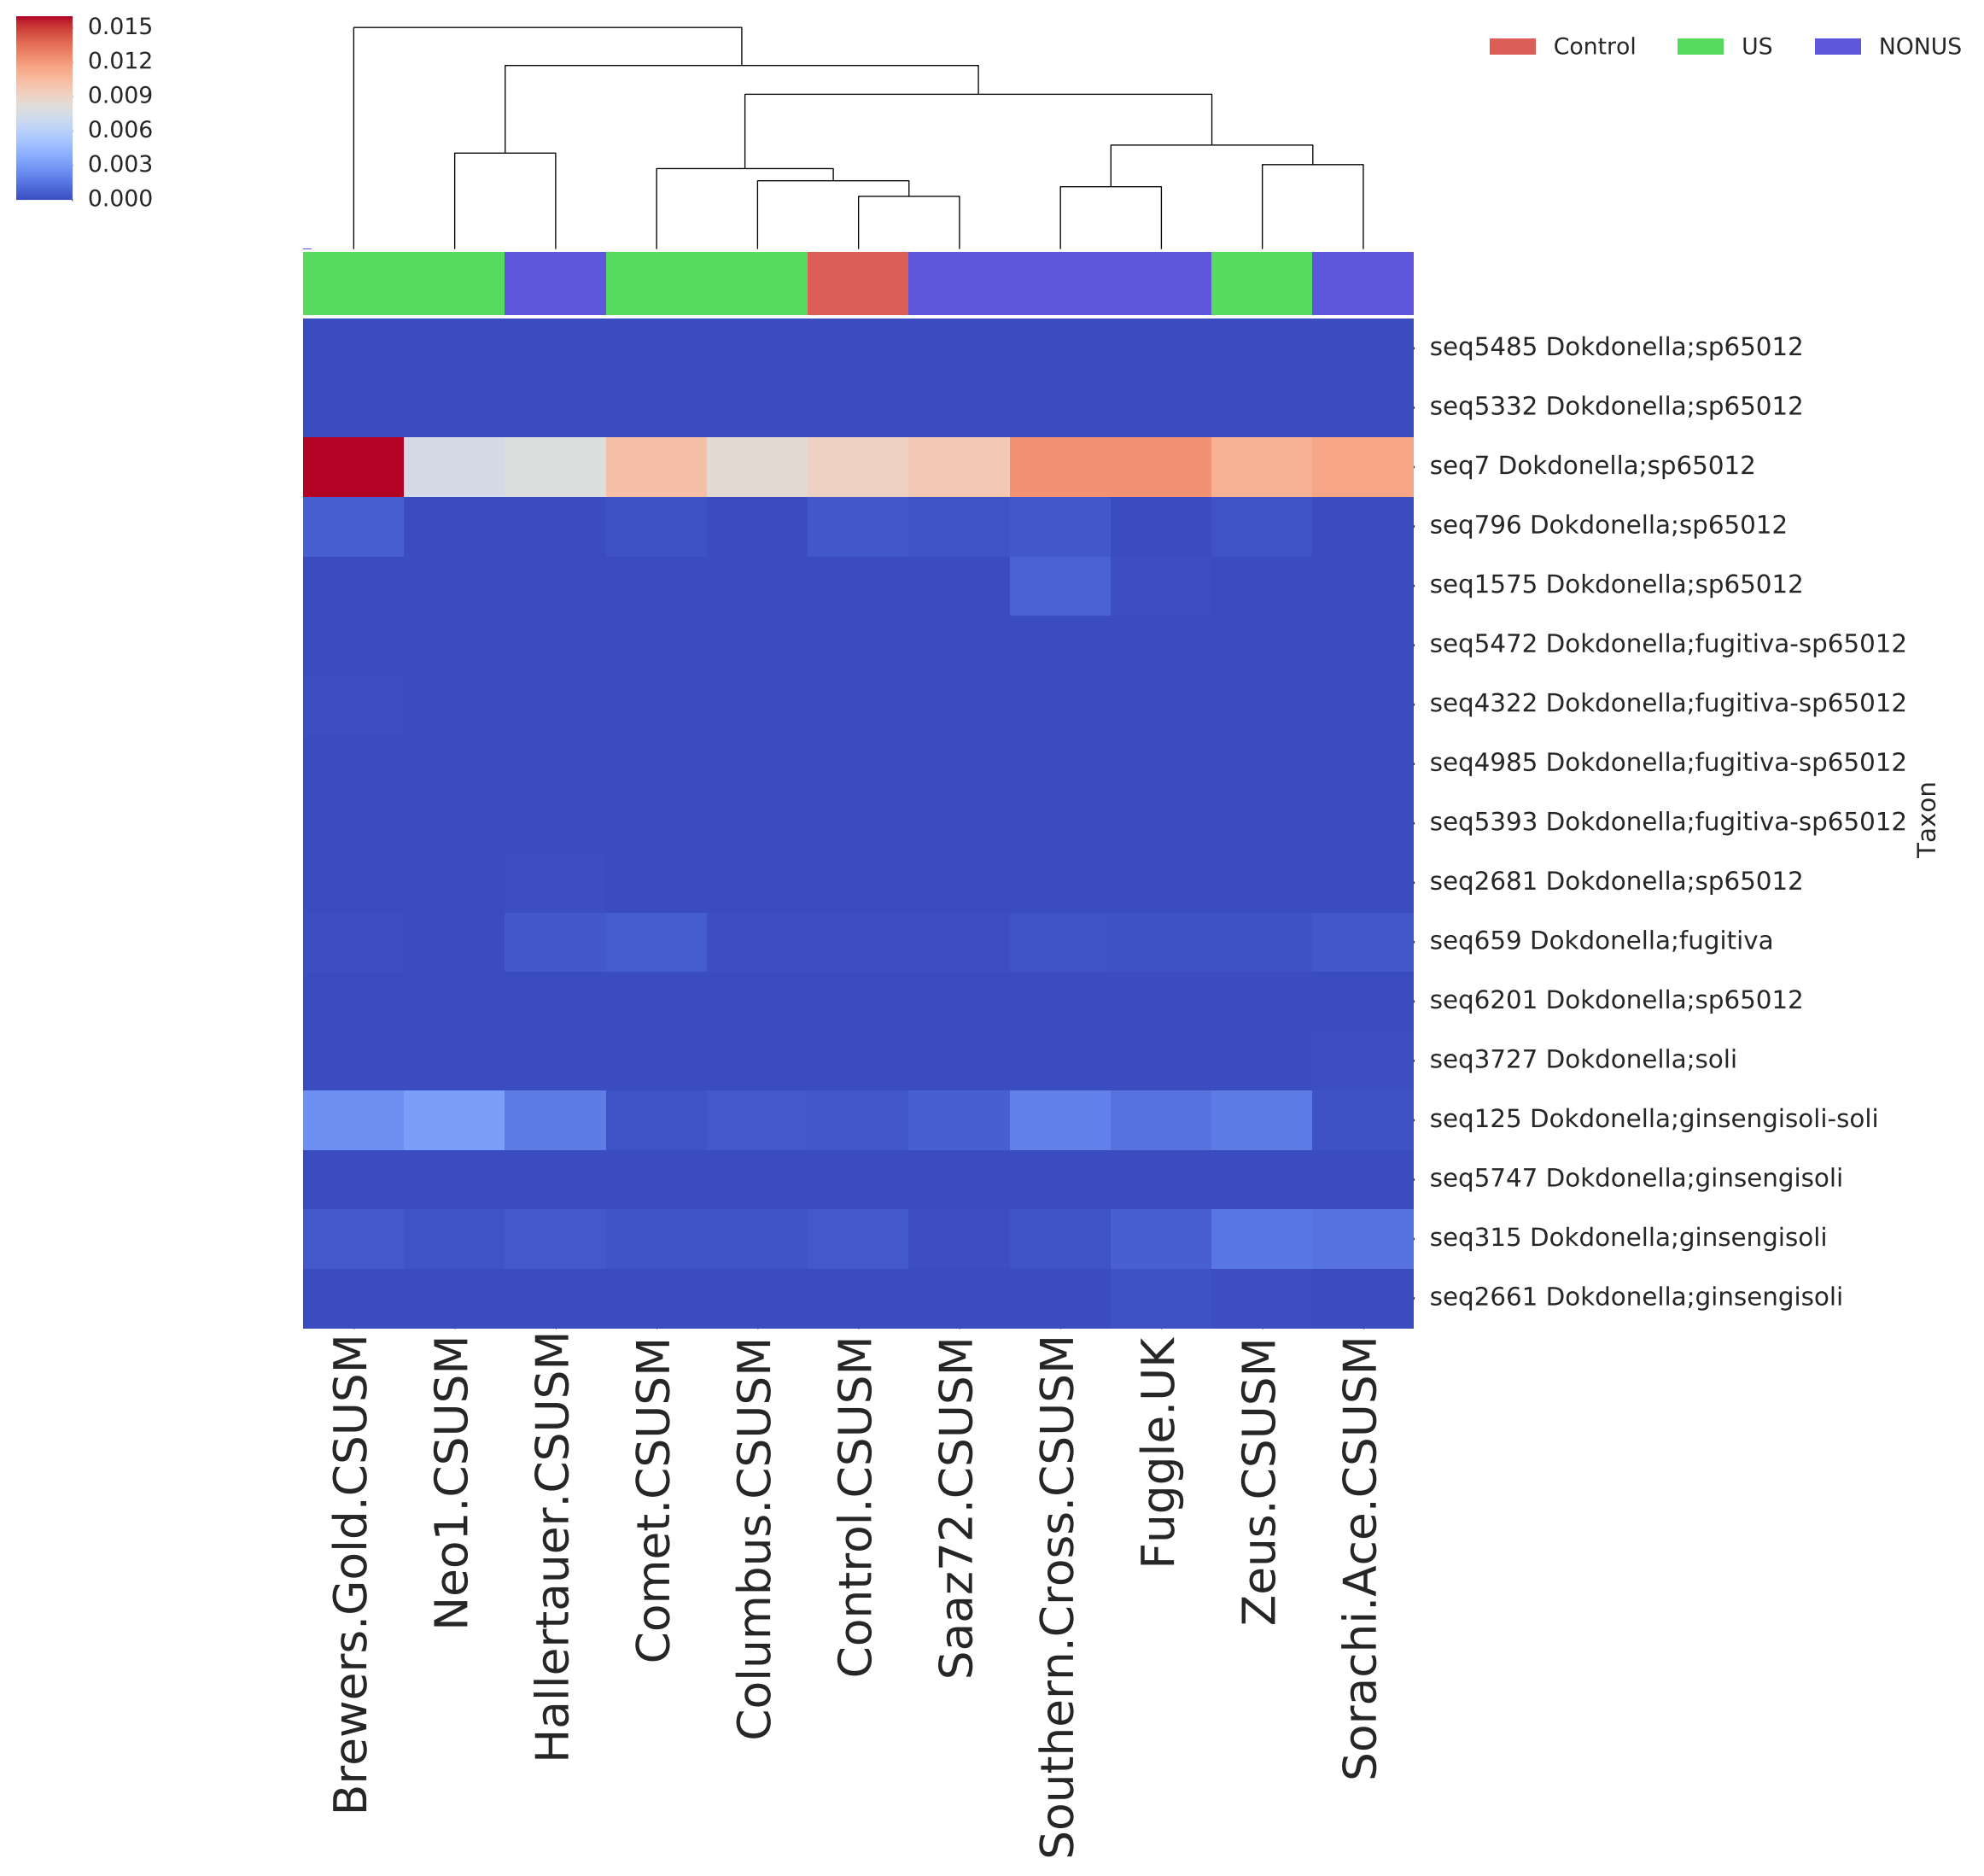 0.015
0.012
0.009
0.006
0.003
0.000
Control
US
NONUS
seq5485 Dokdonella;sp65012
seq5332 Dokdonella;sp65012
seq7 Dokdonella;sp65012
seq796 Dokdonella;sp65012
seq1575 Dokdonella;sp65012
seq5472 Dokdonella;fugitiva-sp65012
seq4322 Dokdonella;fugitiva-sp65012
seq4985 Dokdonella;fugitiva-sp65012
seq5393 Dokdonella;fugitiva-sp65012
seq2681 Dokdonella;sp65012
seq659 Dokdonella;fugitiva
seq6201 Dokdonella;sp65012
seq3727 Dokdonella;soli
seq125 Dokdonella;ginsengisoli-soli
seq5747 Dokdonella;ginsengisoli
seq315 Dokdonella;ginsengisoli
seq2661 Dokdonella;ginsengisoli
Taxon
Brewers.Gold.CSUSM
Neo1.CSUSM
Hallertauer.CSUSM
Comet.CSUSM
Columbus.CSUSM
Control.CSUSM
Saaz72.CSUSM
Southern.Cross.CSUSM
Fuggle.UK
Zeus.CSUSM
Sorachi.Ace.CSUSM